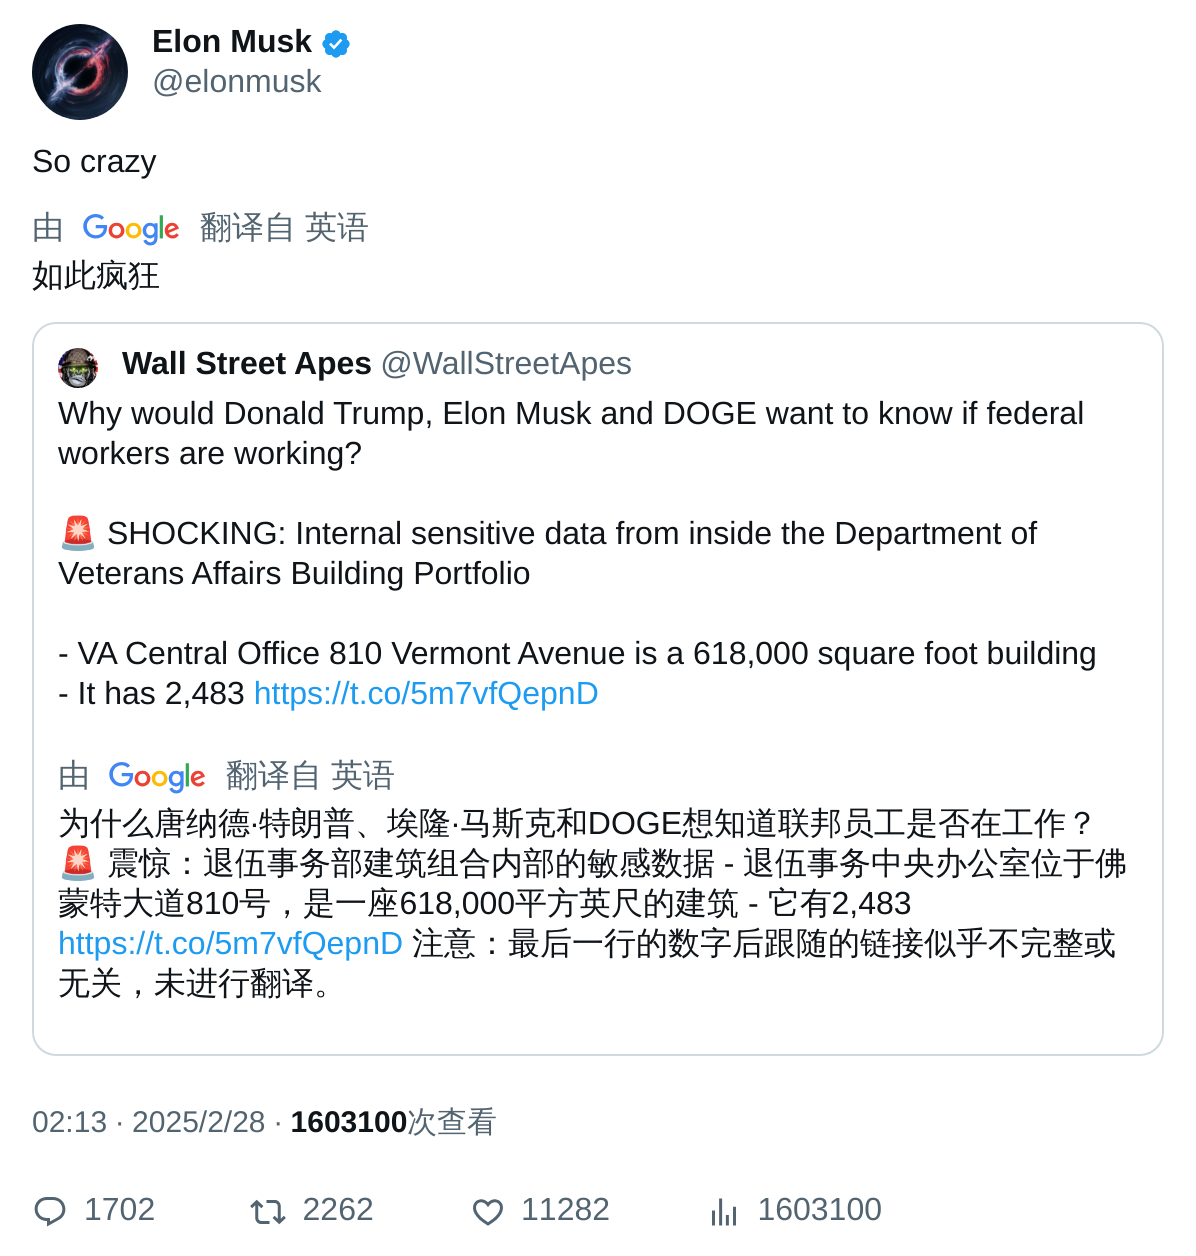 Elon Musk
@elonmusk
So crazy
由 Google 翻译自 英语
如此疯狂
Wall Street Apes @WallStreetApes
Why would Donald Trump, Elon Musk and DOGE want to know if federal
workers are working?
🚨 SHOCKING: Internal sensitive data from inside the Department of
Veterans Affairs Building Portfolio
- VA Central Office 810 Vermont Avenue is a 618,000 square foot building
- It has 2,483 https://t.co/5m7vfQepnD
由 Google 翻译自 英语
为什么唐纳德·特朗普、埃隆·马斯克和DOGE想知道联邦员工是否在工作？
🚨 震惊：退伍事务部建筑组合内部的敏感数据 - 退伍事务中央办公室位于佛
蒙特大道810号，是一座618,000平方英尺的建筑 - 它有2,483
https://t.co/5m7vfQepnD 注意：最后一行的数字后跟随的链接似乎不完整或
无关，未进行翻译。
02:13 · 2025/2/28 · 1603100次查看
1702 2262 11282 1603100